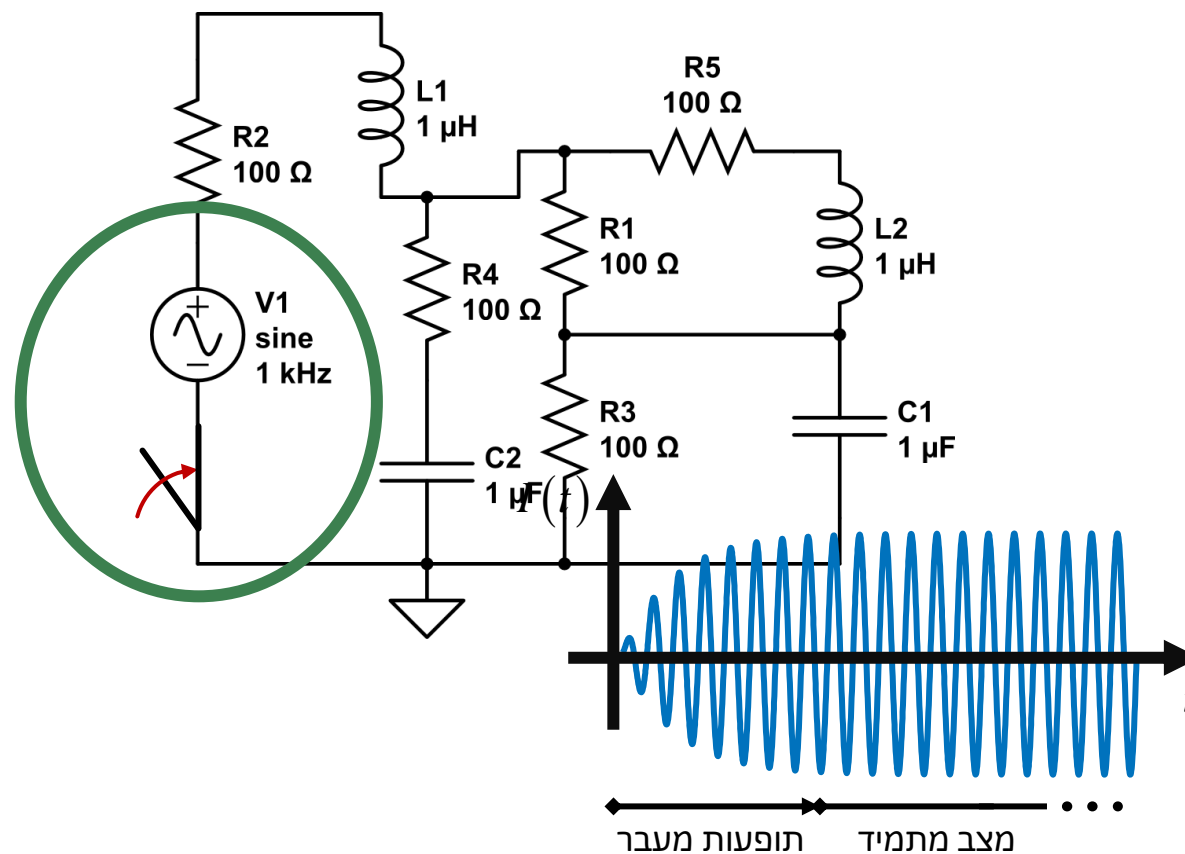 R5
100 Ω
L1
1 µH
R2
100 Ω
R1
100 Ω
L2
1 µH
R4
100 Ω
V1
sine
1 kHz
R3
100 Ω
C1
1 µF
C2
1 µF
(t)
תופעות מעבר
מצב מתמיד